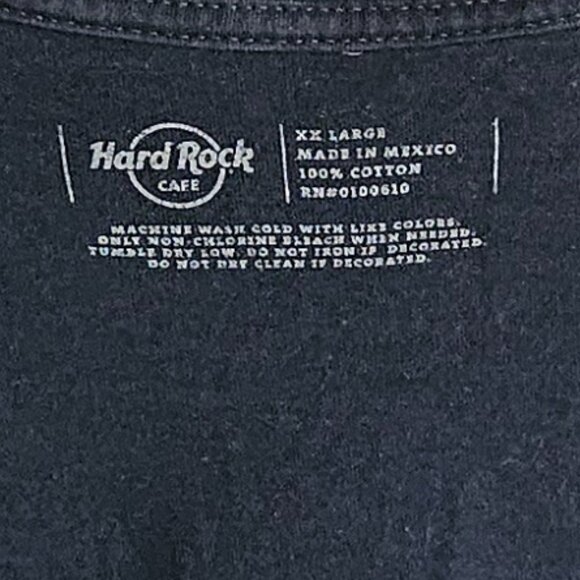 Hard Rock
CAFE
XX LARGE
MADE IN MEXICO
100% COTTON
RN#0100610
MACHINE WASH COLD WITH LIKE COLORS.
ONLY NON-CHLORINE BLEACH WHEN NEEDED.
TUMBLE DRY LOW. DO NOT IRON IF DECORATED.
DO NOT DRY CLEAN IF DECORATED.